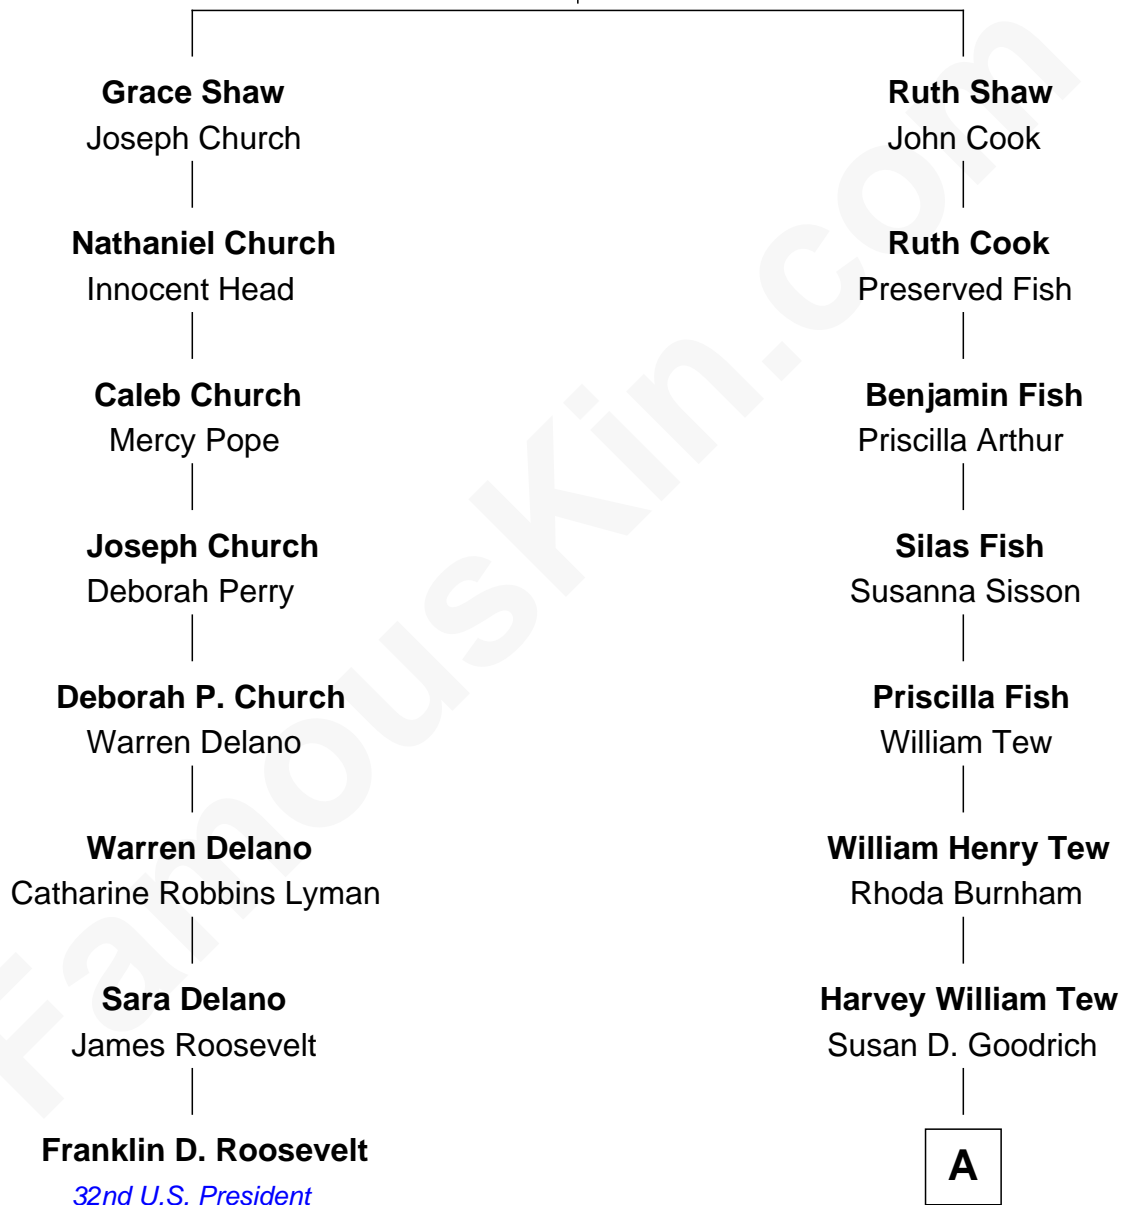 Grace Shaw
Joseph Church
Nathaniel Church
Innocent Head
Caleb Church
Mercy Pope
Joseph Church
Deborah Perry
Deborah P. Church
Warren Delano
Warren Delano
Catharine Robbins Lyman
Sara Delano
James Roosevelt
Franklin D. Roosevelt
32nd U.S. President
Ruth Shaw
John Cook
Ruth Cook
Preserved Fish
Benjamin Fish
Priscilla Arthur
Silas Fish
Susanna Sisson
Priscilla Fish
William Tew
William Henry Tew
Rhoda Burnham
Harvey William Tew
Susan D. Goodrich
A
FamousKin.com